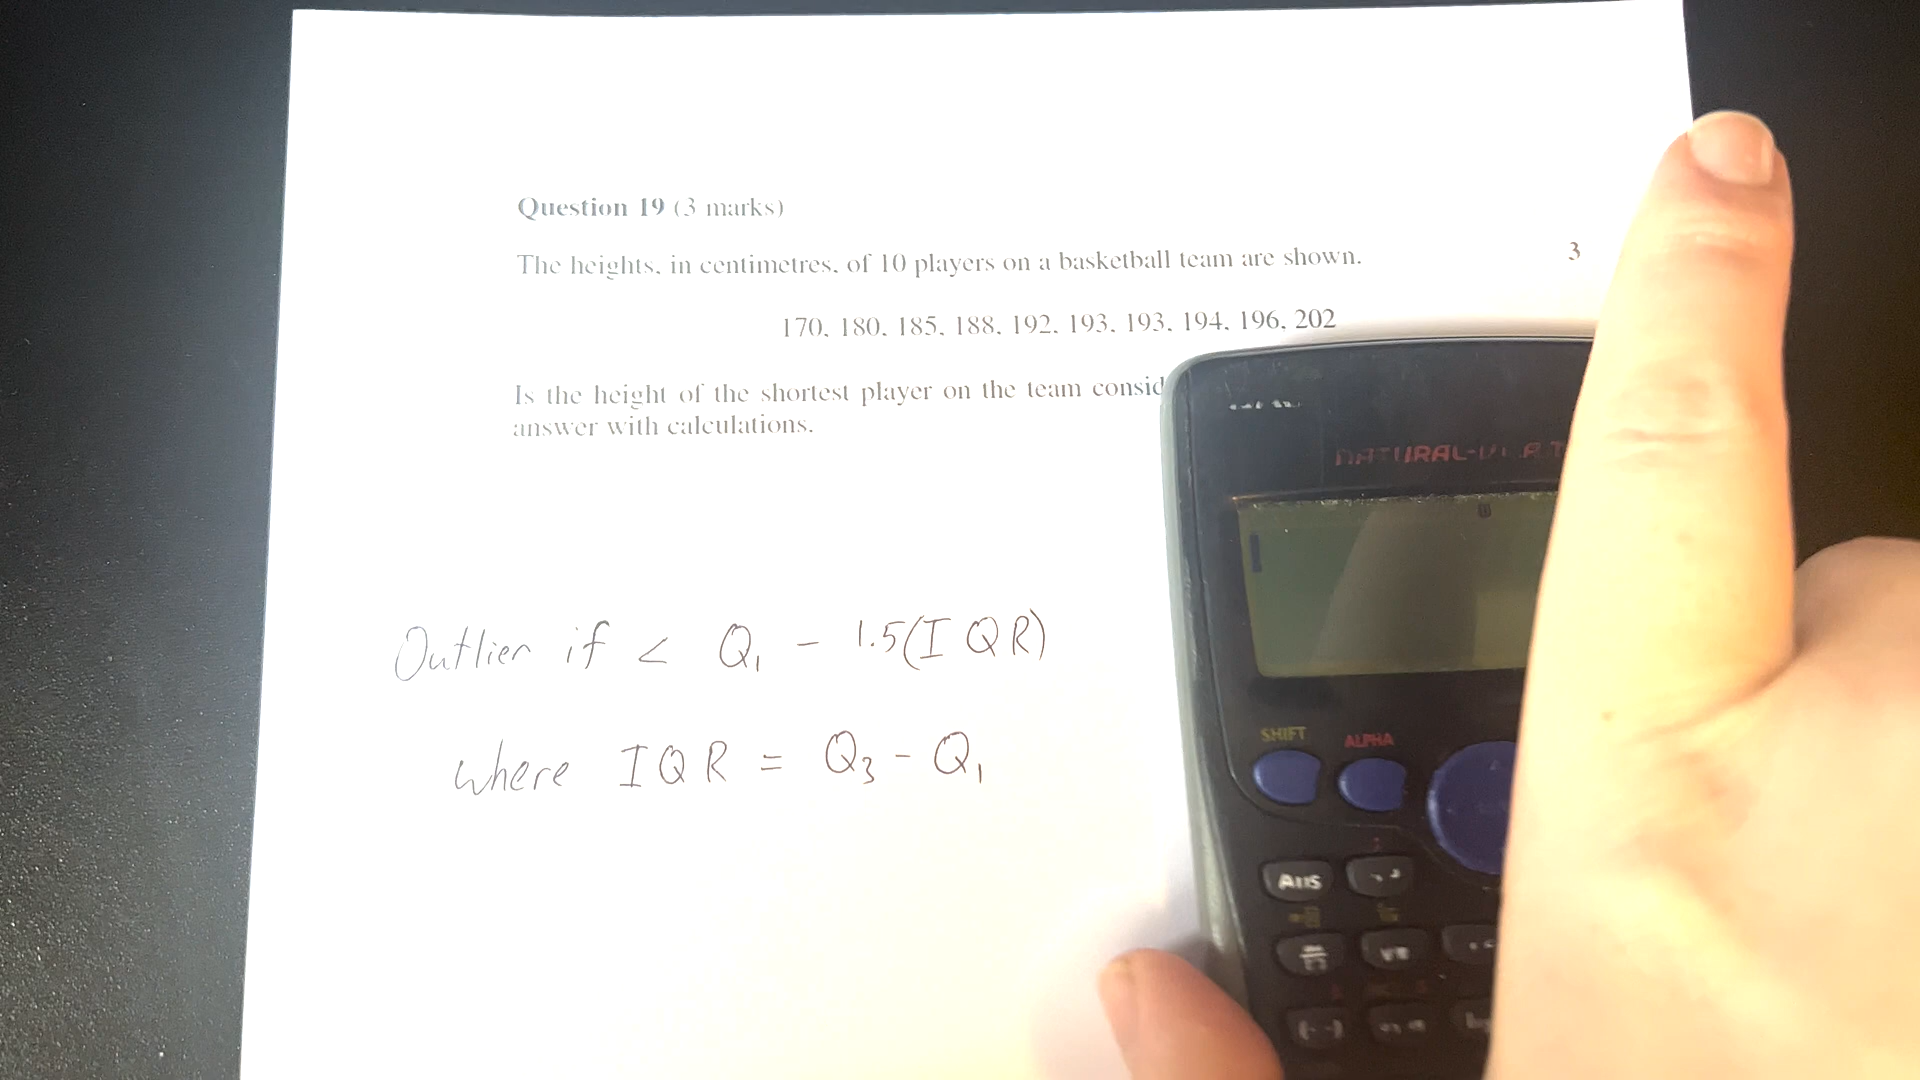 Question 19 (3 marks)
The heights, in centimetres, of 10 players on a basketball team are shown.
3
170, 180, 185, 188, 192, 193, 193, 194, 196, 202
Is the height of the shortest player on the team consid
answer with calculations.
Outlier if < Q₁ - 1.5(IQR)
where IQR = Q₃ - Q₁
SHIFT ALPHA
Ans